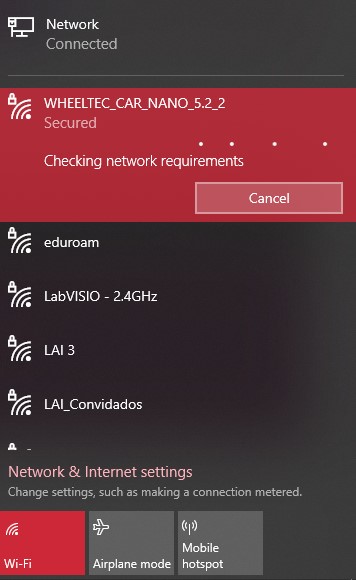 Network
Connected
WHEELTEC_CAR_NANO_5.2_2
Secured
Checking network requirements
Cancel
eduroam
LabVISIO - 2.4GHz
LAI 3
LAI_Convidados
Network & Internet settings
Change settings, such as making a connection metered.
Wi-Fi
Airplane mode
Mobile
hotspot